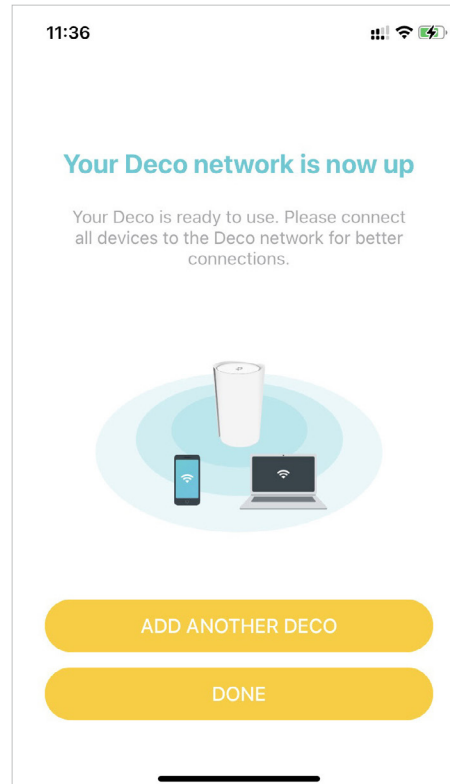 11:36
Your Deco network is now up
Your Deco is ready to use. Please connect
all devices to the Deco network for better
connections.
ADD ANOTHER DECO
DONE